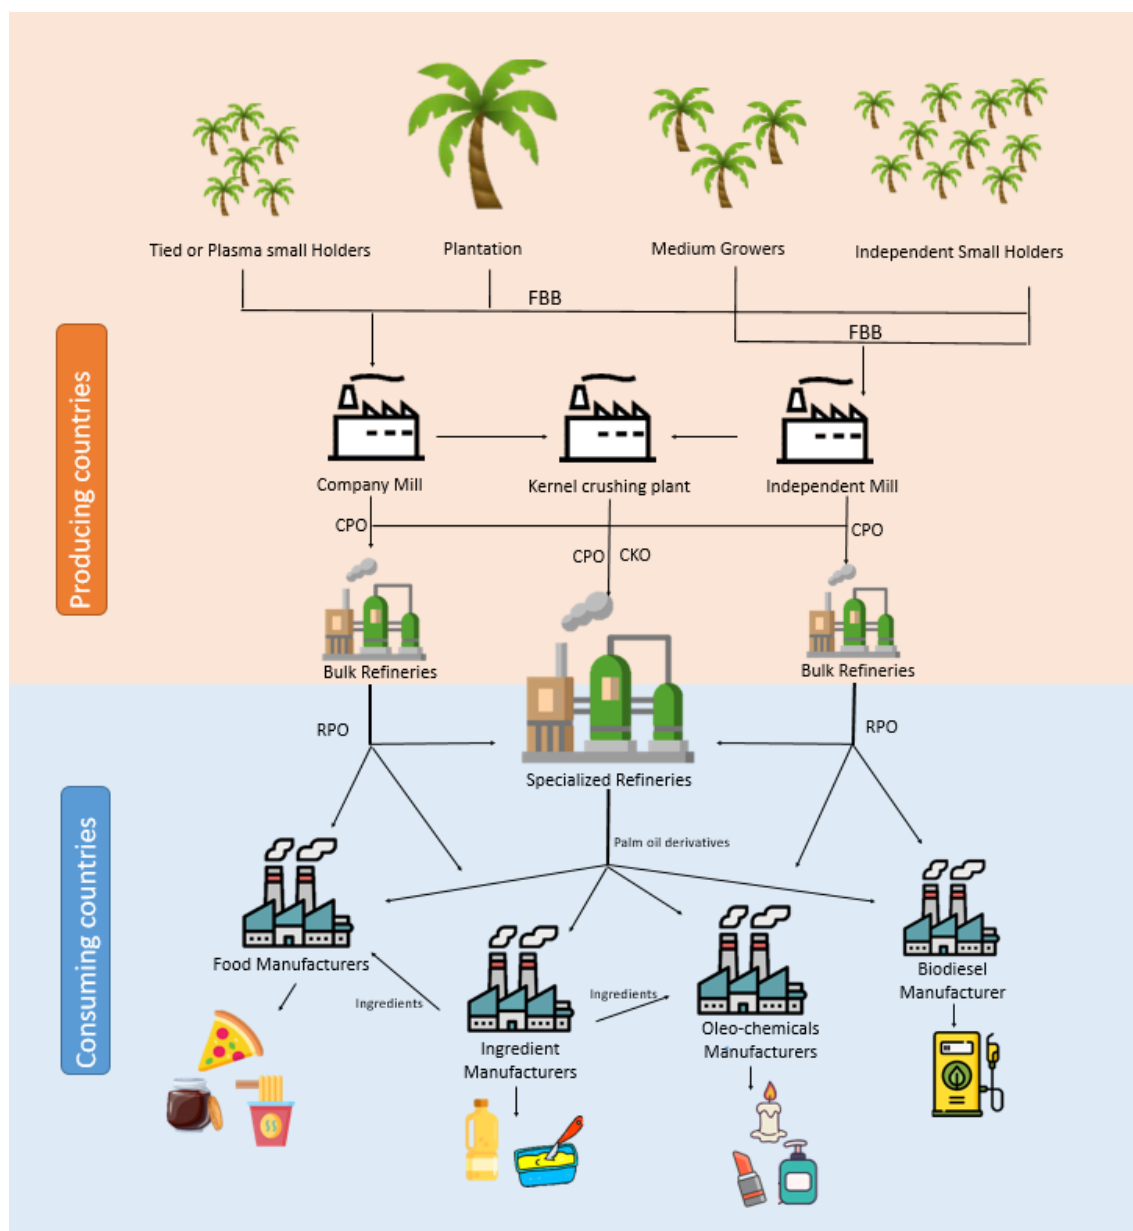 Tied or Plasma small Holders
Plantation
Medium Growers
Independent Small Holders
FBB
FBB
Producing countries
Company Mill
Kernel crushing plant
Independent Mill
CPO
CPO
CKO
CPO
Bulk Refineries
Bulk Refineries
RPO
RPO
Specialized Refineries
Consuming countries
Palm oil derivatives
Food Manufacturers
Biodiesel
Manufacturer
Ingredients
Ingredients
Oleo-chemicals
Manufacturers
Ingredient
Manufacturers
$$